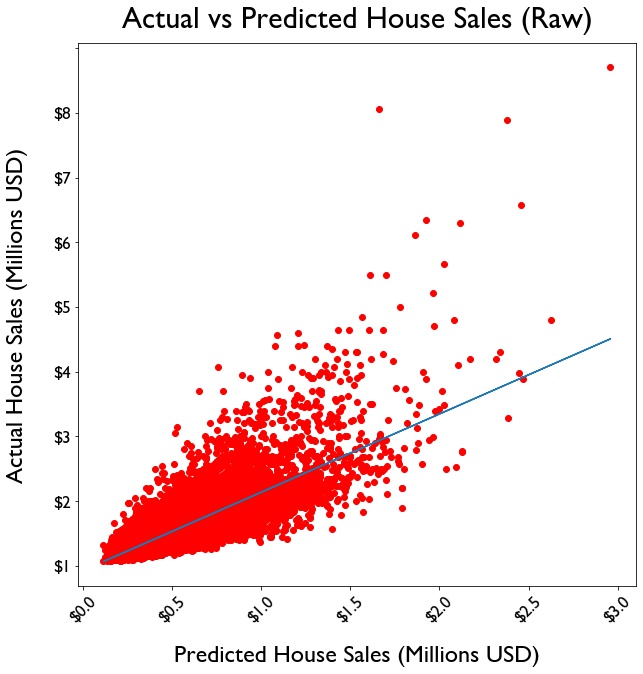 Actual vs Predicted House Sales (Raw)
Actual House Sales (Millions USD)
$8
$7
$6
$5
$4
$3
$2
$1
$0.0 $0.5 $1.0 $1.5 $2.0 $2.5 $3.0
Predicted House Sales (Millions USD)